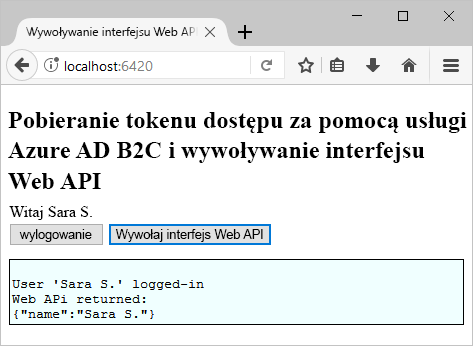 Wywoływanie interfejsu Web AP
localhost:6420
Pobieranie tokenu dostępu za pomocą usługi
Azure AD B2C i wywoływanie interfejsu
Web API
Witaj Sara S.
wylogowanie Wywołaj interfejs Web API
User 'Sara S.' logged-in
Web APi returned:
{"name":"Sara S."}